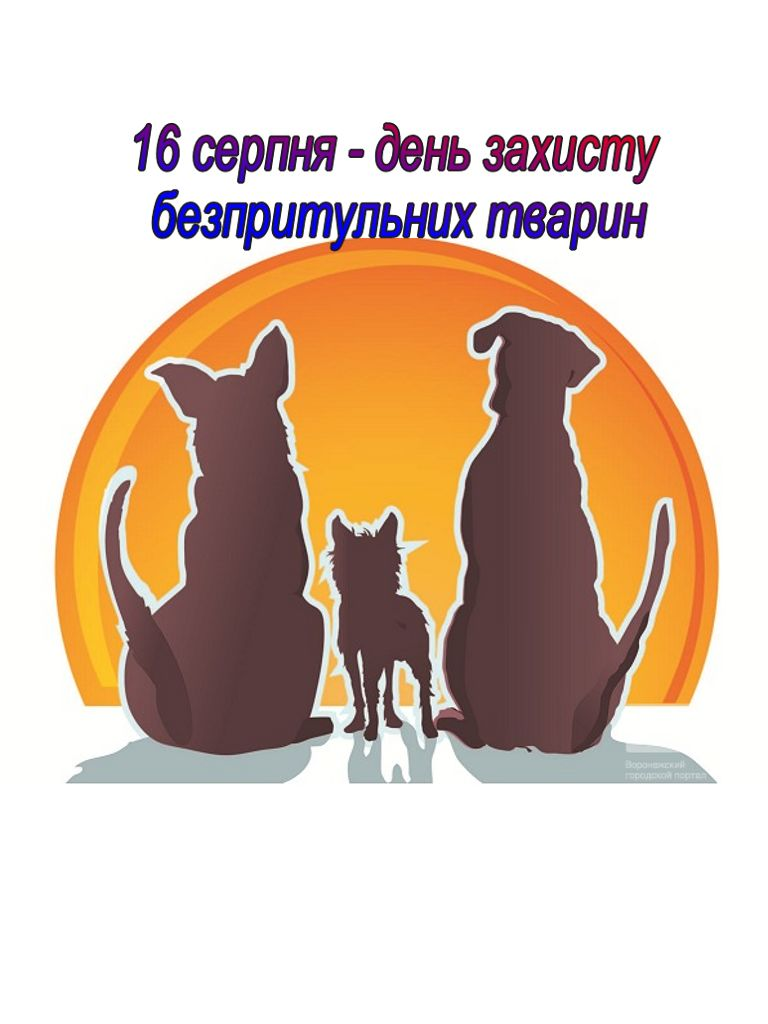 16 серпня - день захисту
безпритульних тварин
Воронежский
городской портал